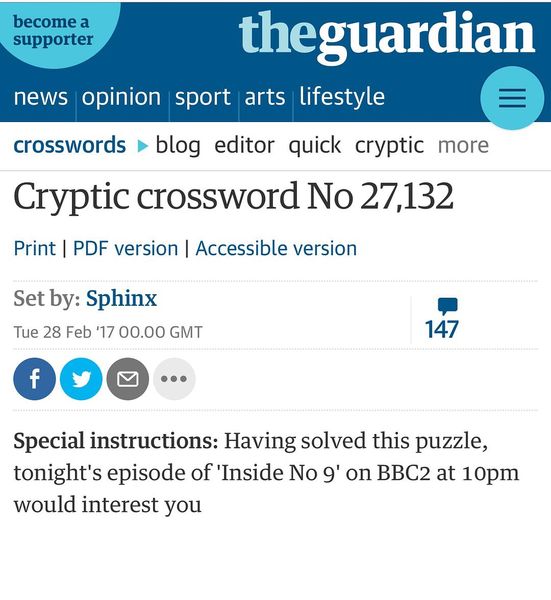 become a
supporter
theguardian
news opinion sport arts lifestyle
crosswords blog editor quick cryptic more
Cryptic crossword No 27,132
Print | PDF version | Accessible version
Set by: Sphinx
147
Tue 28 Feb '17 00.00 GMT
f
Special instructions: Having solved this puzzle,
tonight's episode of 'Inside No 9' on BBC2 at 10pm
would interest you